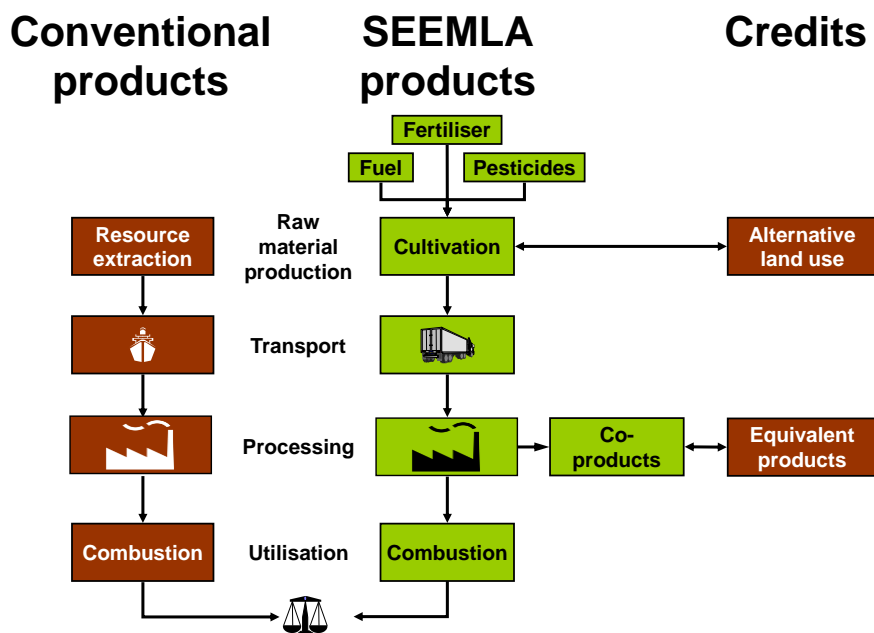 Conventional
products
SEEMLA
products
Credits
Fertiliser
Fuel
Pesticides
Resource
extraction
Raw
material
production
Cultivation
Alternative
land use
Transport
Processing
Co-
products
Equivalent
products
Combustion
Utilisation
Combustion